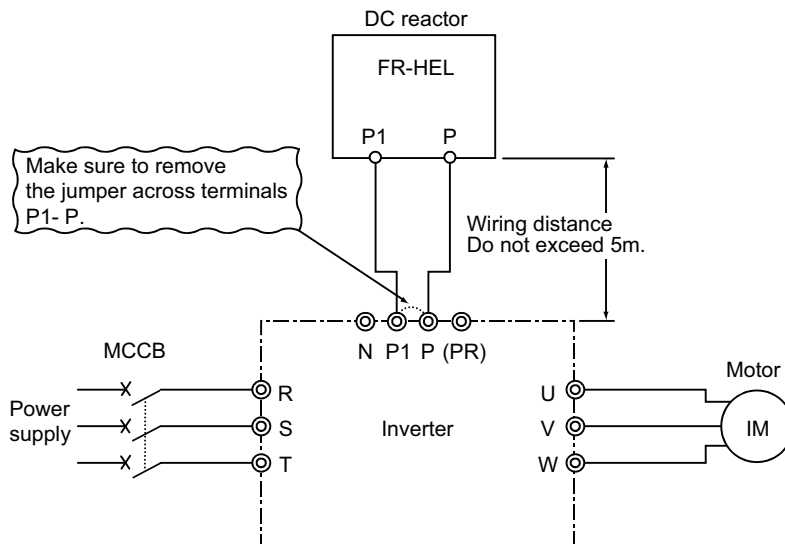 DC reactor
FR-HEL
P1 P
Make sure to remove
the jumper across terminals
P1- P.
Wiring distance
Do not exceed 5m.
N P1 P (PR)
MCCB
Power
supply
R
S
T
Inverter
U
V
W
Motor
IM